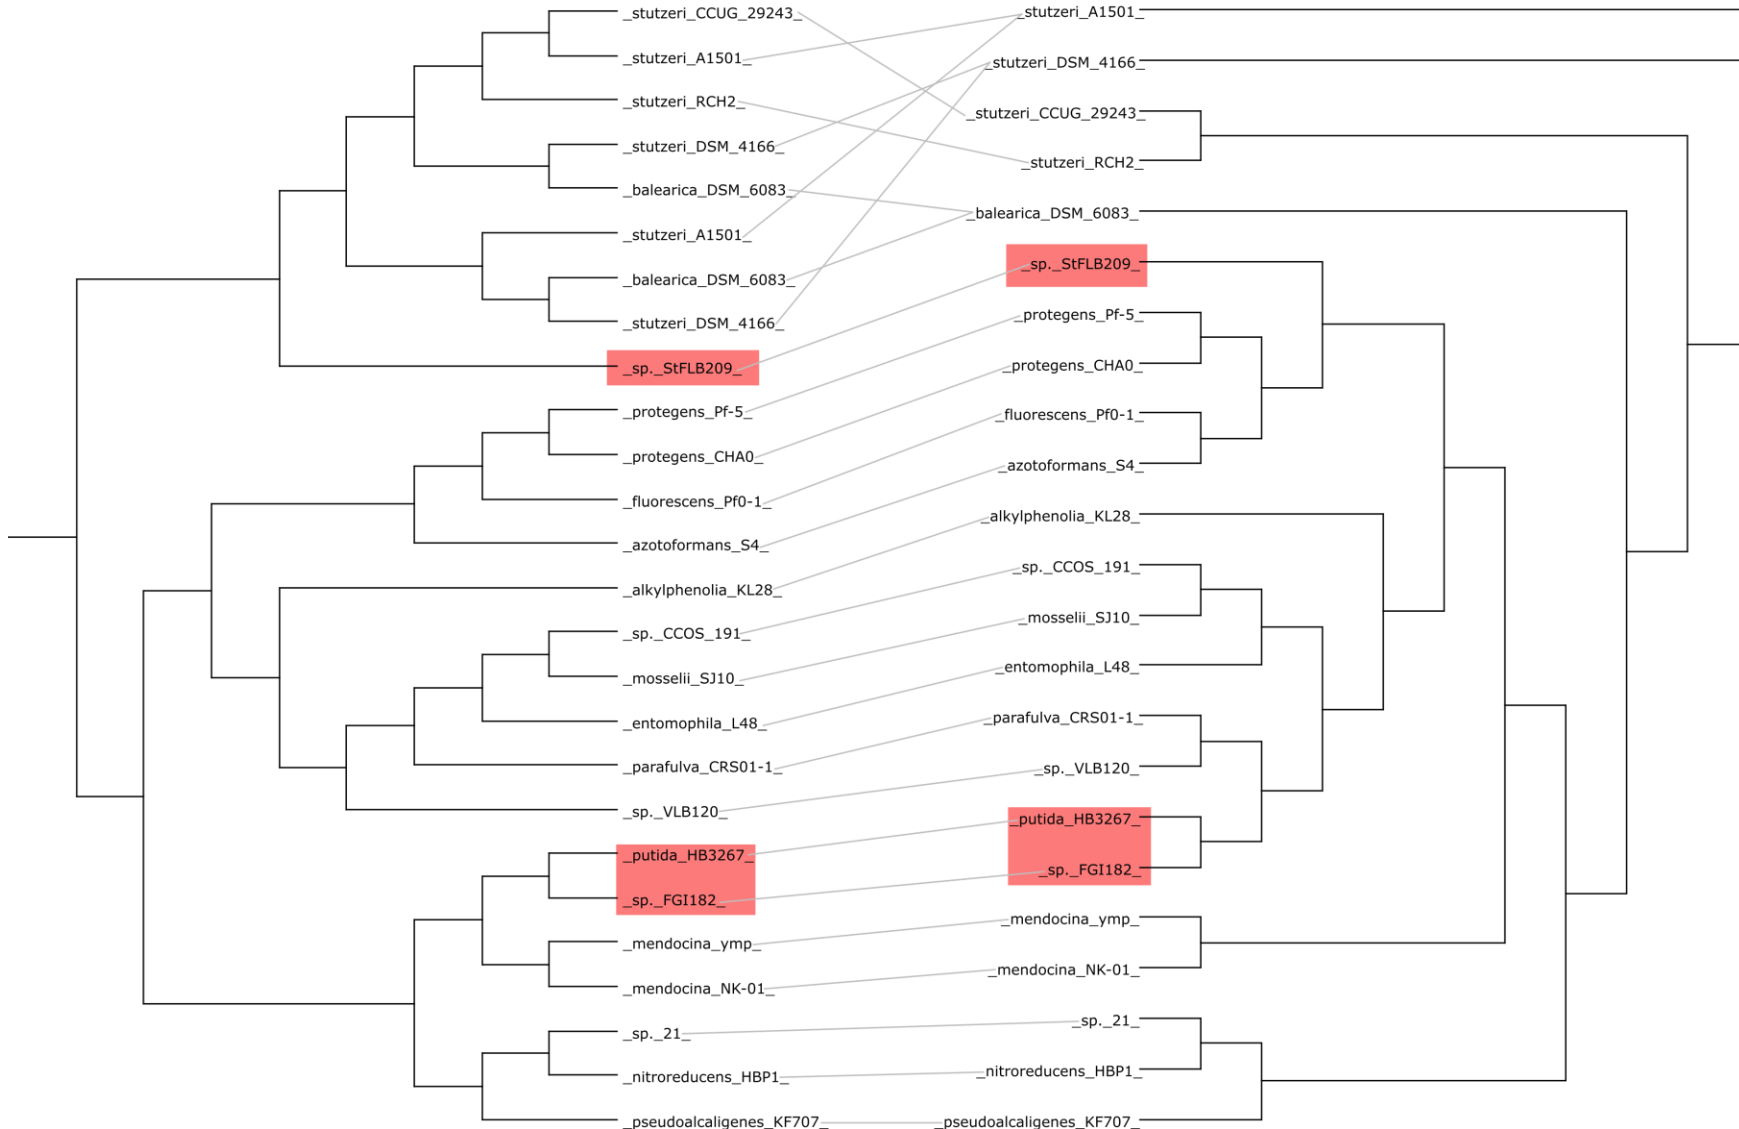 _stutzeri_CCUG_29243_
_stutzeri_A1501_
_stutzeri_RCH2_
_stutzeri_DSM_4166_
_balearica_DSM_6083_
_stutzeri_A1501_
_balearica_DSM_6083_
_stutzeri_DSM_4166_
_sp._StFLB209_
_protegens_Pf-5_
_protegens_CHA0_
_fluorescens_Pf0-1_
_azotoformans_S4_
_alkylphenolia_KL28_
_sp._CCOS_191_
_mosselii_SJ10_
_entomophila_L48_
_parafulva_CRS01-1_
_sp._VLB120_
_putida_HB3267_
_sp._FGI182_
_mendocina_ymp_
_mendocina_NK-01_
_sp._21_
_nitroreducens_HBP1_
_pseudoalcaligenes_KF707_
_stutzeri_A1501_
_stutzeri_DSM_4166_
_stutzeri_CCUG_29243_
_stutzeri_RCH2_
_balearica_DSM_6083_
_sp._StFLB209_
_protegens_Pf-5_
_protegens_CHA0_
_fluorescens_Pf0-1_
_azotoformans_S4_
_alkylphenolia_KL28_
_sp._CCOS_191_
_mosselii_SJ10_
_entomophila_L48_
_parafulva_CRS01-1_
_sp._VLB120_
_putida_HB3267_
_sp._FGI182_
_mendocina_ymp_
_mendocina_NK-01_
_sp._21_
_nitroreducens_HBP1_
_pseudoalcaligenes_KF707_